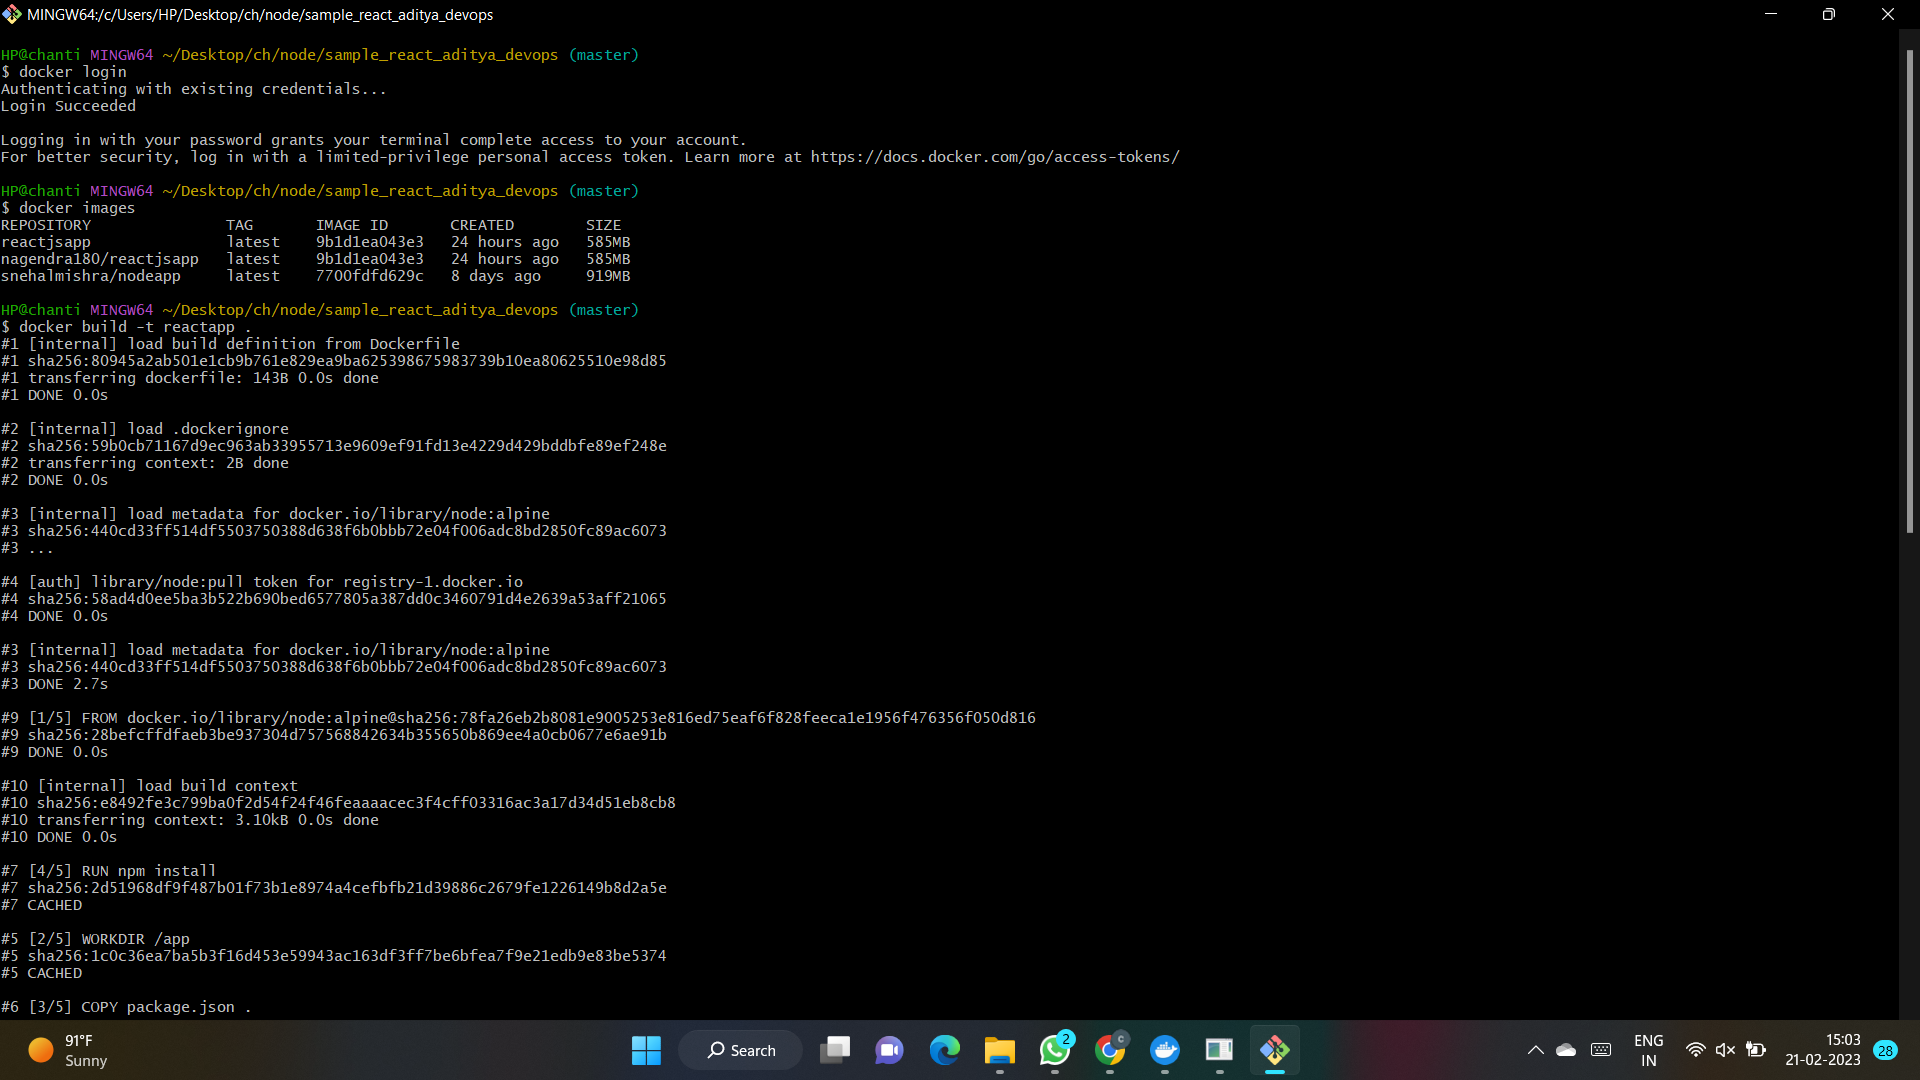 MINGW64:/c/Users/HP/Desktop/ch/node/sample_react_aditya_devops
HP@chanti MINGW64 ~/Desktop/ch/node/sample_react_aditya_devops (master)
$ docker login
Authenticating with existing credentials...
Login Succeeded
Logging in with your password grants your terminal complete access to your account.
For better security, log in with a limited-privilege personal access token. Learn more at https://docs.docker.com/go/access-tokens/
HP@chanti MINGW64 ~/Desktop/ch/node/sample_react_aditya_devops (master)
$ docker images
REPOSITORY TAG IMAGE ID CREATED SIZE
reactjsapp latest 9b1d1ea043e3 24 hours ago 585MB
nagendra180/reactjsapp latest 9b1d1ea043e3 24 hours ago 585MB
snehalmishra/nodeapp latest 7700fdfd629c 8 days ago 919MB
HP@chanti MINGW64 ~/Desktop/ch/node/sample_react_aditya_devops (master)
$ docker build -t reactapp .
#1 [internal] load build definition from Dockerfile
#1 sha256:80945a2ab501e1cb9b761e829ea9ba625398675983739b10ea80625510e98d85
#1 transferring dockerfile: 143B 0.0s done
#1 DONE 0.0s
#2 [internal] load .dockerignore
#2 sha256:59b0cb71167d9ec963ab33955713e9609ef91fd13e4229d429bddbfe89ef248e
#2 transferring context: 2B done
#2 DONE 0.0s
#3 [internal] load metadata for docker.io/library/node:alpine
#3 sha256:440cd33ff514df5503750388d638f6b0bbb72e04f006adc8bd2850fc89ac6073
#3 ...
#4 [auth] library/node:pull token for registry-1.docker.io
#4 sha256:58ad4d0ee5ba3b522b690bed6577805a387dd0c3460791d4e2639a53aff21065
#4 DONE 0.0s
#3 [internal] load metadata for docker.io/library/node:alpine
#3 sha256:440cd33ff514df5503750388d638f6b0bbb72e04f006adc8bd2850fc89ac6073
#3 DONE 2.7s
#9 [1/5] FROM docker.io/library/node:alpine@sha256:78fa26eb2b8081e9005253e816ed75eaf6f828feeca1e1956f476356f050d816
#9 sha256:28befcffdfaeb3be937304d757568842634b355650b869ee4a0cb0677e6ae91b
#9 DONE 0.0s
#10 [internal] load build context
#10 sha256:e8492fe3c799ba0f2d54f24f46feaaaacec3f4cff03316ac3a17d34d51eb8cb8
#10 transferring context: 3.10kB 0.0s done
#10 DONE 0.0s
#7 [4/5] RUN npm install
#7 sha256:2d51968df9f487b01f73b1e8974a4cefbfb21d39886c2679fe1226149b8d2a5e
#7 CACHED
#5 [2/5] WORKDIR /app
#5 sha256:1c0c36ea7ba5b3f16d453e59943ac163df3ff7be6bfea7f9e21edb9e83be5374
#5 CACHED
#6 [3/5] COPY package.json .
91°F
Sunny
Search
2
C
ENG
IN
15:03
21-02-2023
28